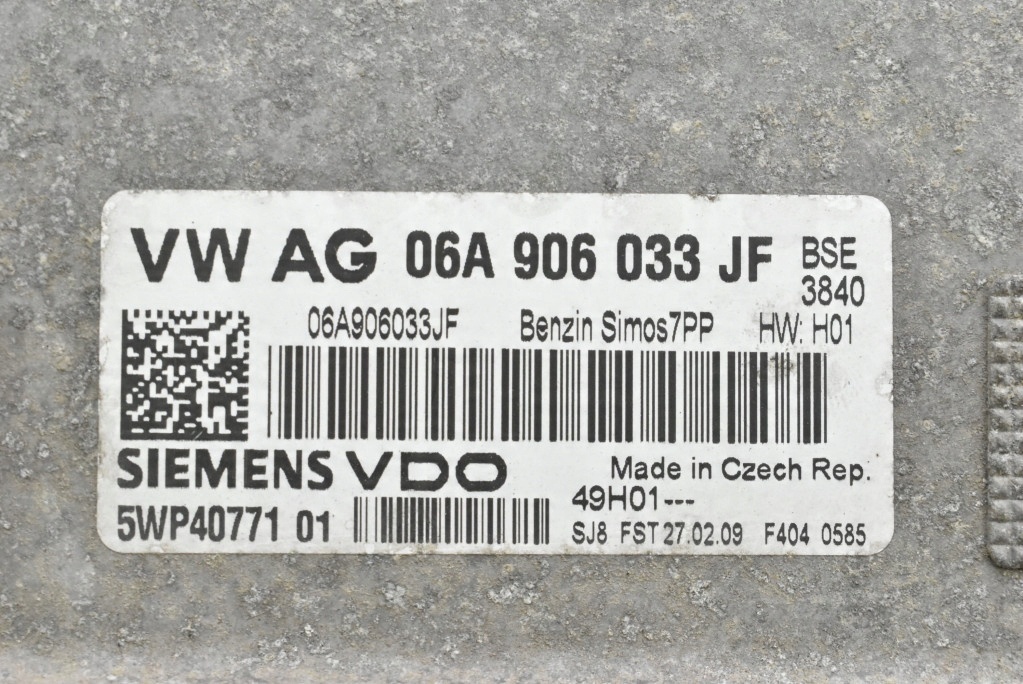 VW AG 06A 906 033 JF BSE
3840
06A906033JF Benzin Simos7PP HW: H01
SIEMENS VDO Made in Czech Rep.
49H01---
5WP40771 01 SJ8 FST 27.02.09 F404 0585